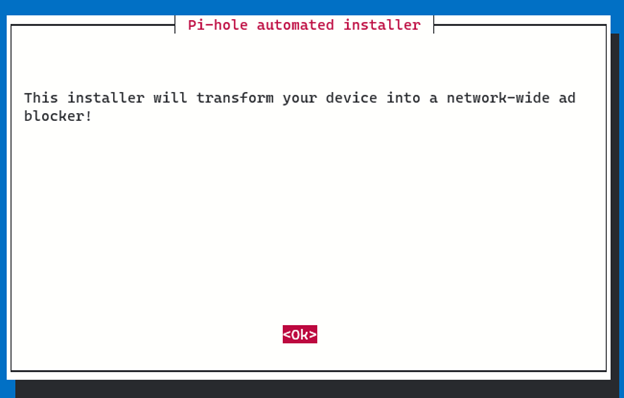 Pi-hole automated installer
This installer will transform your device into a network-wide ad
blocker!
<Ok>